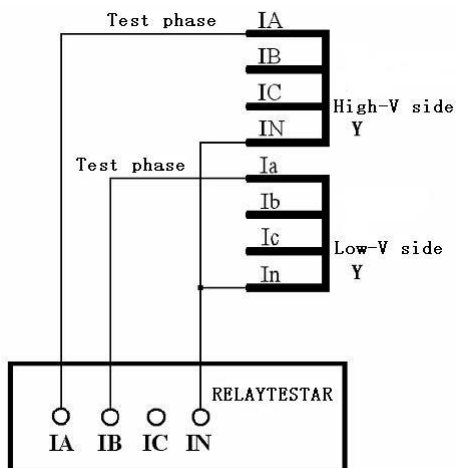 Test phase IA
IB
IC
High-V side
IN
Y
Test phase Ia
Ib
Ic
Low-V side
In
Y
RELAYTESTAR
IA IB IC IN